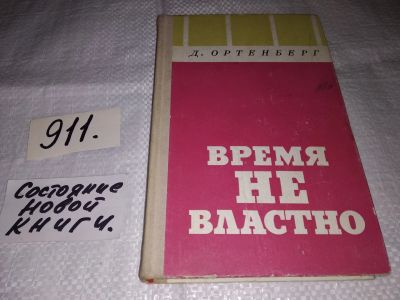 Д. ОРТЕНБЕРГ
ВРЕМЯ
НЕ
ВЛАСТНО
911.
Состояние
новой
книги.